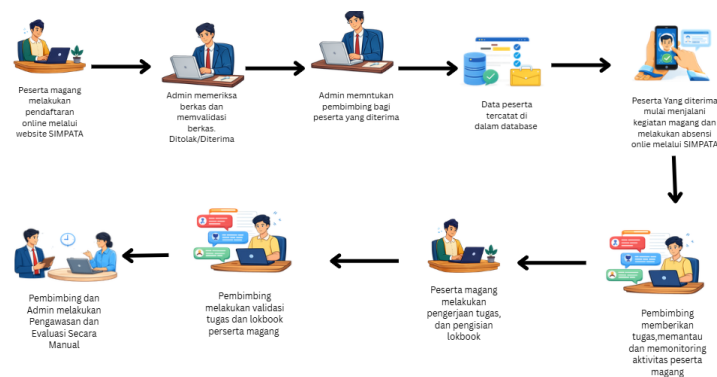 Peserta magang
melakukan
pendaftaran
online melalui
website SIMPATA
Admin memeriksa
berkas dan
memvalidasi
berkas.
Ditolak/Diterima
Admin memntukan
pembimbing bagi
peserta yang diterima
Data peserta
tercatat di
dalam database
Peserta Yang diterima
mulai menjalani
kegiatan magang dan
melakukan absensi
onlie melalui SIMPATA
Pembimbing
memberikan
tugas,memantau
dan memonitoring
aktivitas peserta
magang
Peserta magang
melakukan
pengerjaan tugas,
dan pengisian
lokbook
Pembimbing
melakukan validasi
tugas dan lokbook
perserta magang
Pembimbing dan
Admin melakukan
Pengawasan dan
Evaluasi Secara
Manual